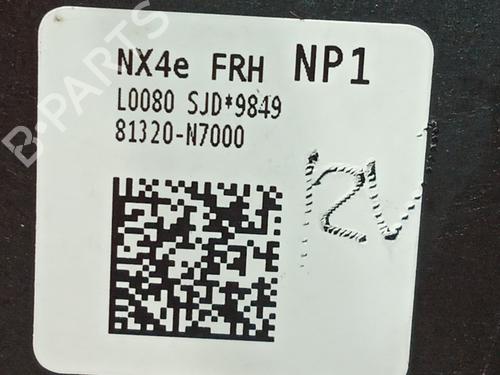 NX4e FRH NP1
L0080 SJD*9849
81320-N7000
12V
B-PARTS